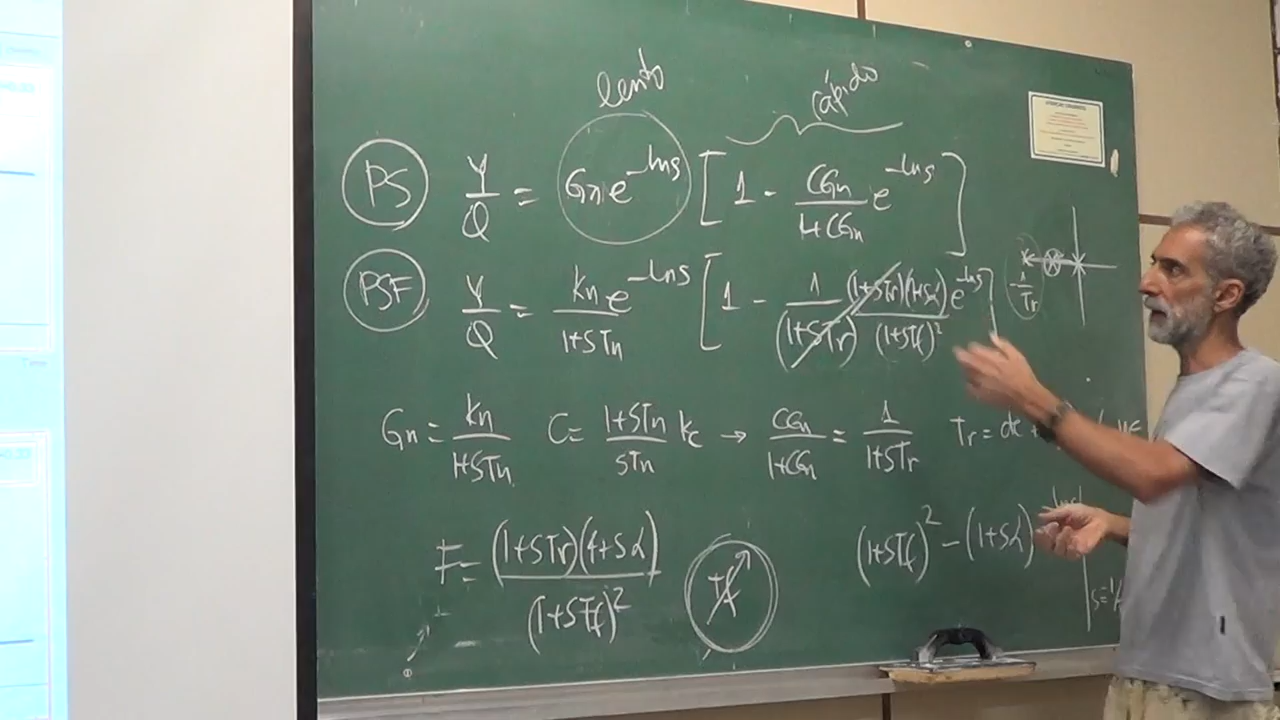 lento rápido
PS Y/Q = Gn e^-Lns [1 - CGn/1+CGn e^-Lns]
PSF Y/Q = Kn e^-Lns/1+STn [1 - 1/(1+STr) (1+STr)(1+Sα)/(1+STf)² e^-Lns]
-1/Tr
Gn = Kn/1+STn C = 1+STn/STn Kc → CGn/1+CGn = 1/1+STr Tr = de
F = (1+STr)(1+Sα)/(1+STf)² Tf (1+STf)² - (1+Sα)